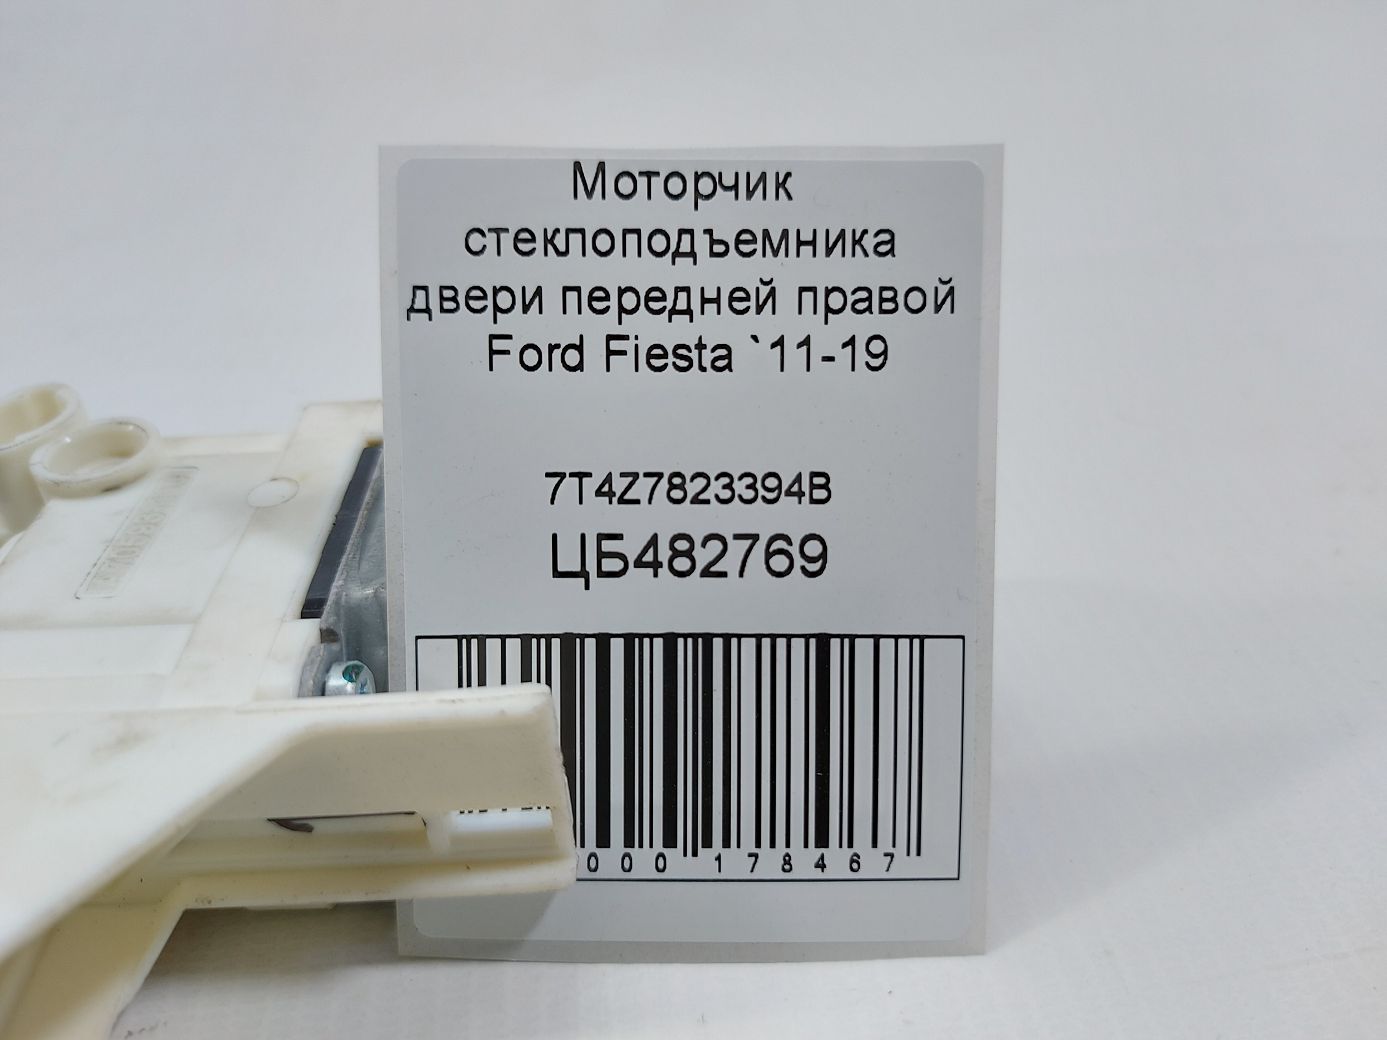 Моторчик
стеклоподъемника
двери передней правой
Ford Fiesta `11-19
7T4Z7823394B
ЦБ482769
000 178467